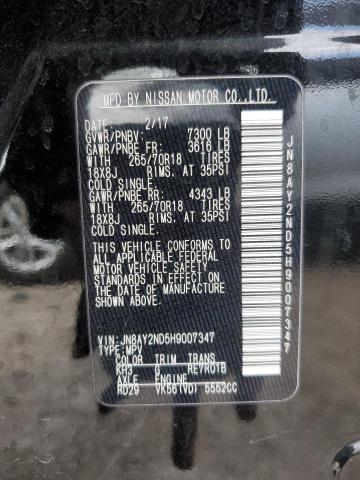 MFD BY NISSAN MOTOR CO.,LTD.
DATE: 2/17
GVWR/PNBV: 7300 LB
GAWR/PNBE FR: 3616 LB
WITH 265/70R18 TIRES
18X8J RIMS, AT 35PSI
COLD SINGLE.
GAWR/PNBE RR: 4343 LB
WITH 265/70R18 TIRES
18X8J RIMS, AT 35PSI
COLD SINGLE.
THIS VEHICLE CONFORMS TO
ALL APPLICABLE FEDERAL
MOTOR VEHICLE SAFETY
STANDARDS IN EFFECT
ON THE DATE OF
MANUFACTURE SHOWN ABOVE.
VIN:JN8AY2ND5H9007347
TYPE:MPV
COLOR TRIM TRANS
KH3 G RE7R01B
AXLE ENGINE
RD29 VK56(VD) 5552CC
JN8AY2ND5H9007347